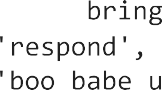 bring
'respond',
'boo babe u